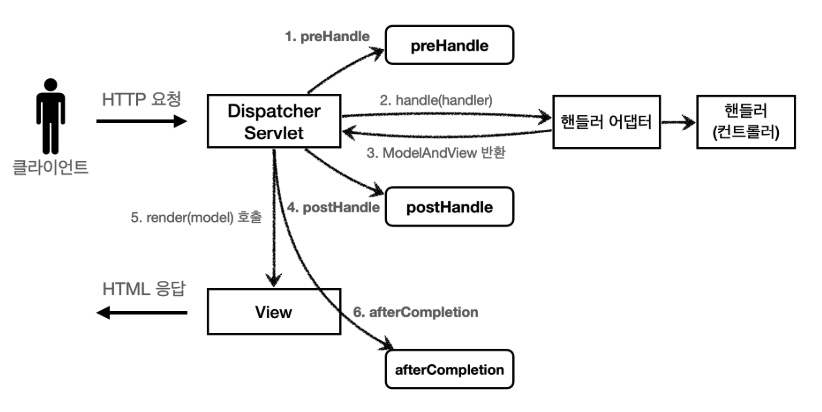 1. preHandle
preHandle
HTTP 요청
클라이언트
Dispatcher
Servlet
2. handle(handler)
3. ModelAndView 반환
핸들러 어댑터
핸들러
(컨트롤러)
4. postHandle
postHandle
5. render(model) 호출
HTML 응답
View
6. afterCompletion
afterCompletion